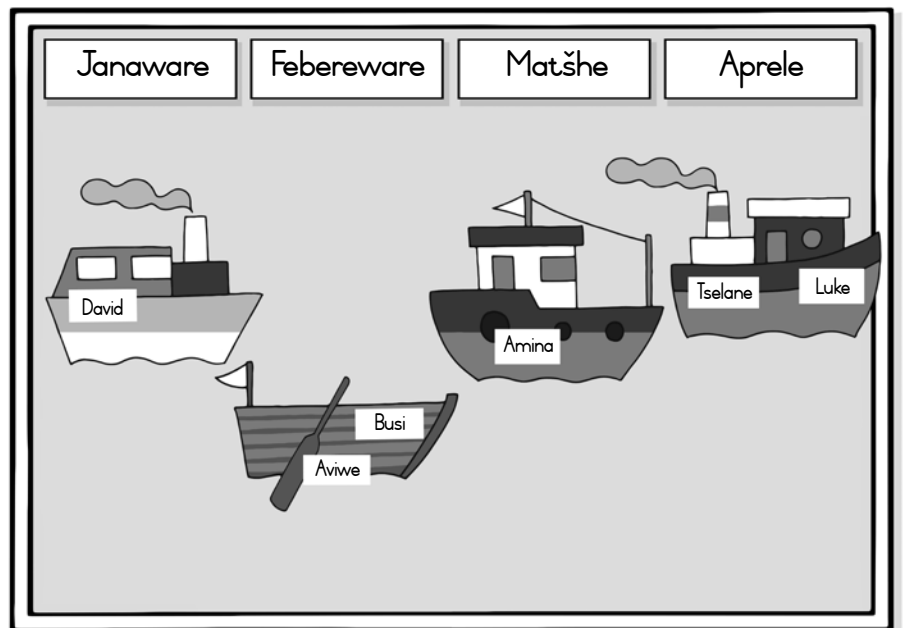 Janaware Febereware Matšhe Aprele
David
Busi
Aviwe
Amina
Tselane Luke